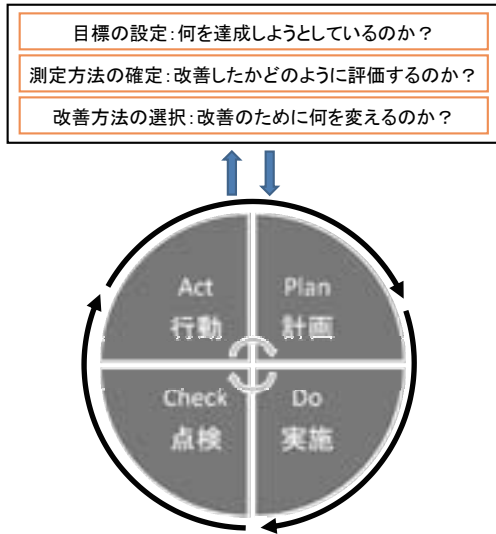 目標の設定:何を達成しようとしているのか?
測定方法の確定:改善したかどのように評価するのか?
改善方法の選択:改善のために何を変えるのか?
Act
行動
Plan
計画
Check
点検
Do
実施